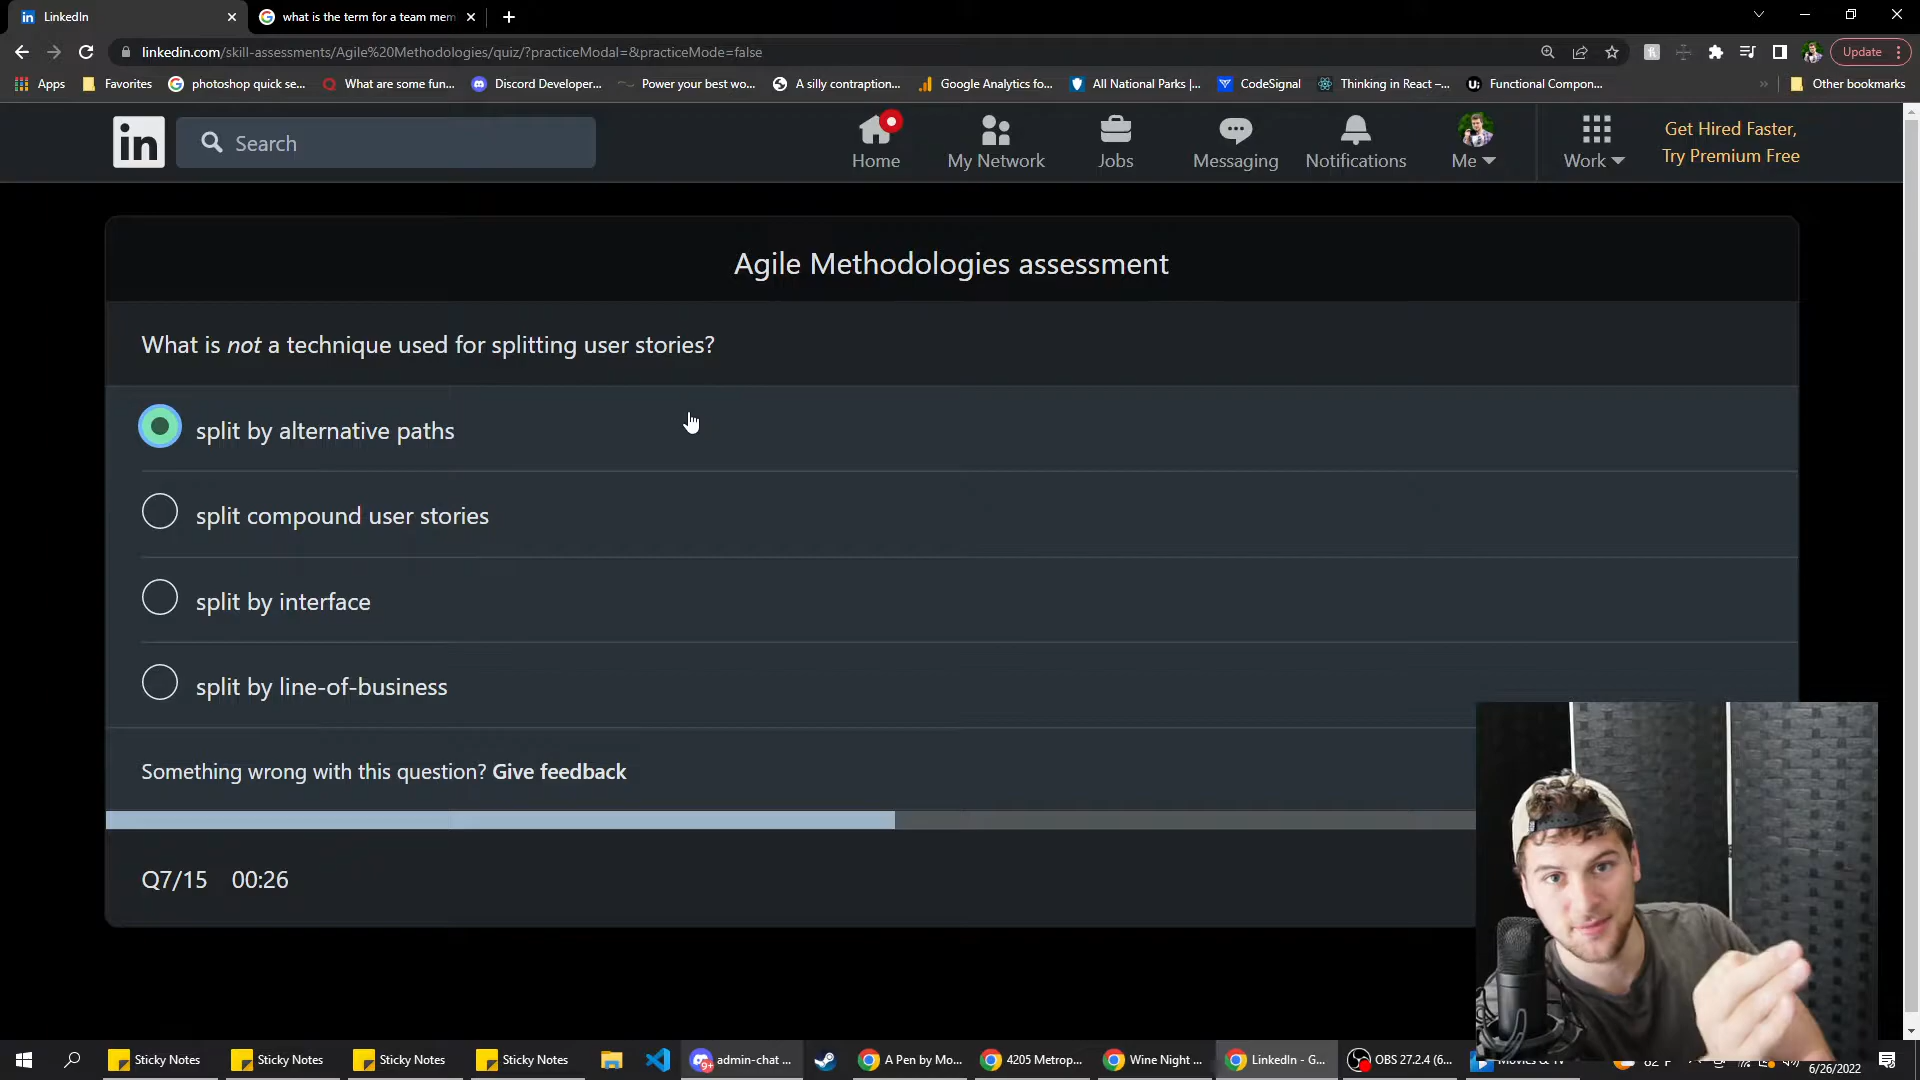 LinkedIn
what is the term for a team mem
linkedin.com/skill-assessments/Agile%20Methodologies/quiz/?practiceModal=&practiceMode=false
Update
Apps
Favorites
photoshop quick se...
What are some fun...
Discord Developer...
Power your best wo...
A silly contraption...
Google Analytics fo...
All National Parks |...
CodeSignal
Thinking in React –...
Functional Compon...
Other bookmarks
in
Search
Home
My Network
Jobs
Messaging
Notifications
Me
Work
Get Hired Faster,
Try Premium Free
Agile Methodologies assessment
What is not a technique used for splitting user stories?
split by alternative paths
split compound user stories
split by interface
split by line-of-business
Something wrong with this question? Give feedback
Q7/15 00:26
Sticky Notes
Sticky Notes
Sticky Notes
Sticky Notes
9+
admin-chat ...
A Pen by Mo...
4205 Metrop...
Wine Night ...
LinkedIn - G...
OBS 27.2.4 (6...
6/26/2022